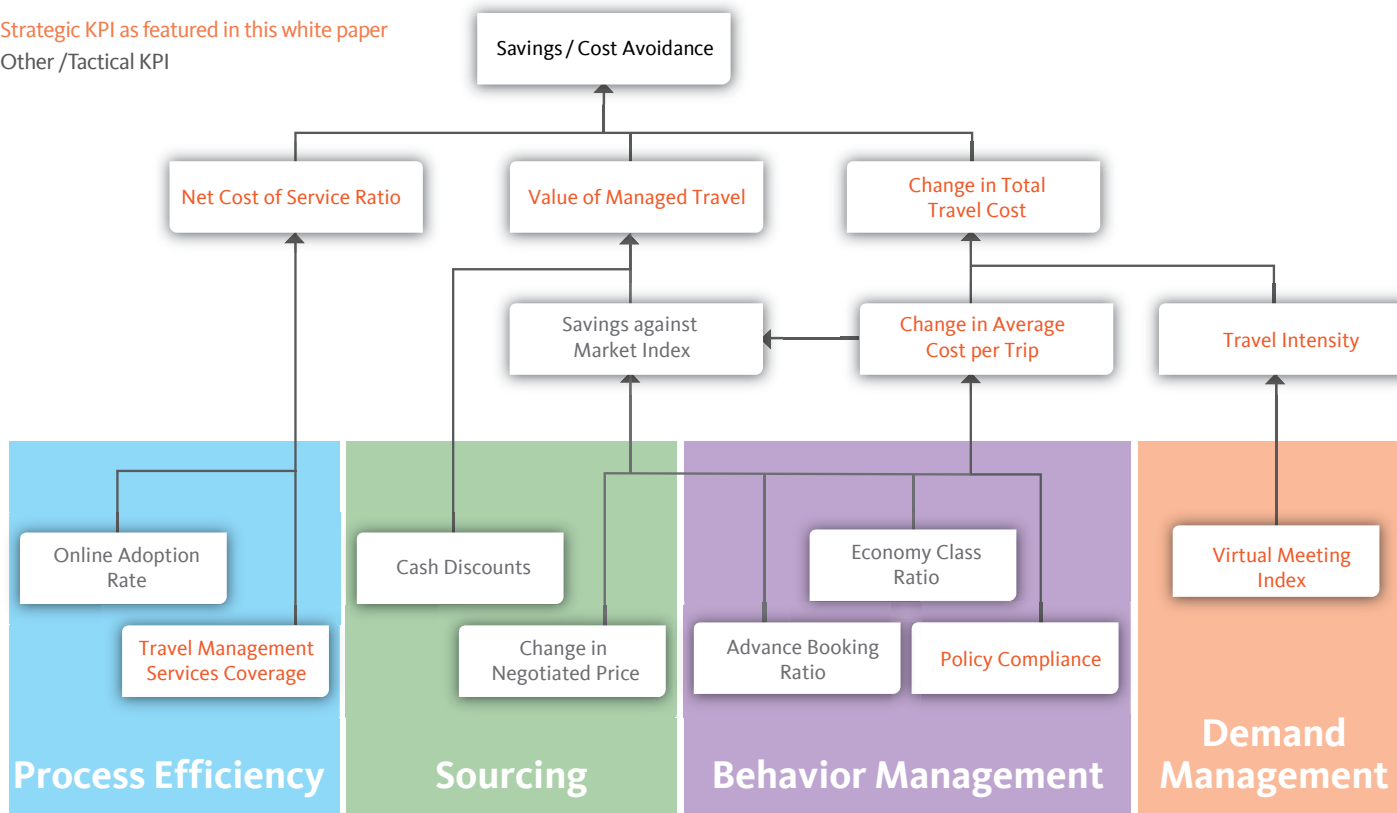 Strategic KPI as featured in this white paper
Other /Tactical KPI
Savings / Cost Avoidance
Net Cost of Service Ratio
Value of Managed Travel
Change in Total
Travel Cost
Savings against
Market Index
Change in Average
Cost per Trip
Travel Intensity
Online Adoption
Rate
Travel Management
Services Coverage
Cash Discounts
Change in
Negotiated Price
Economy Class
Ratio
Advance Booking
Ratio
Policy Compliance
Virtual Meeting
Index
Process Efficiency
Sourcing
Behavior Management
Demand
Management